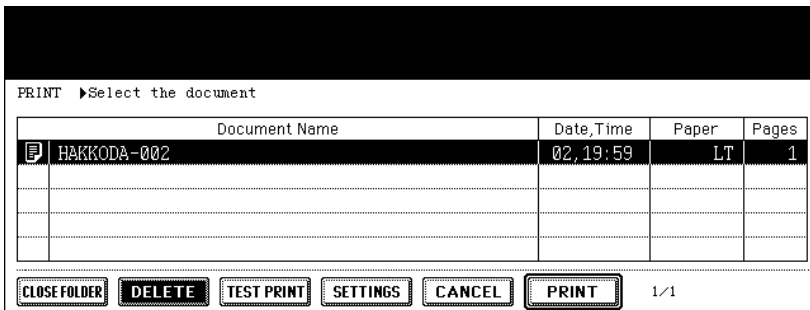 PRINT ▶Select the document
Document Name Date,Time Paper Pages
HAKKODA-002 02,19:59 LT 1
CLOSE FOLDER DELETE TEST PRINT SETTINGS CANCEL PRINT 1/1